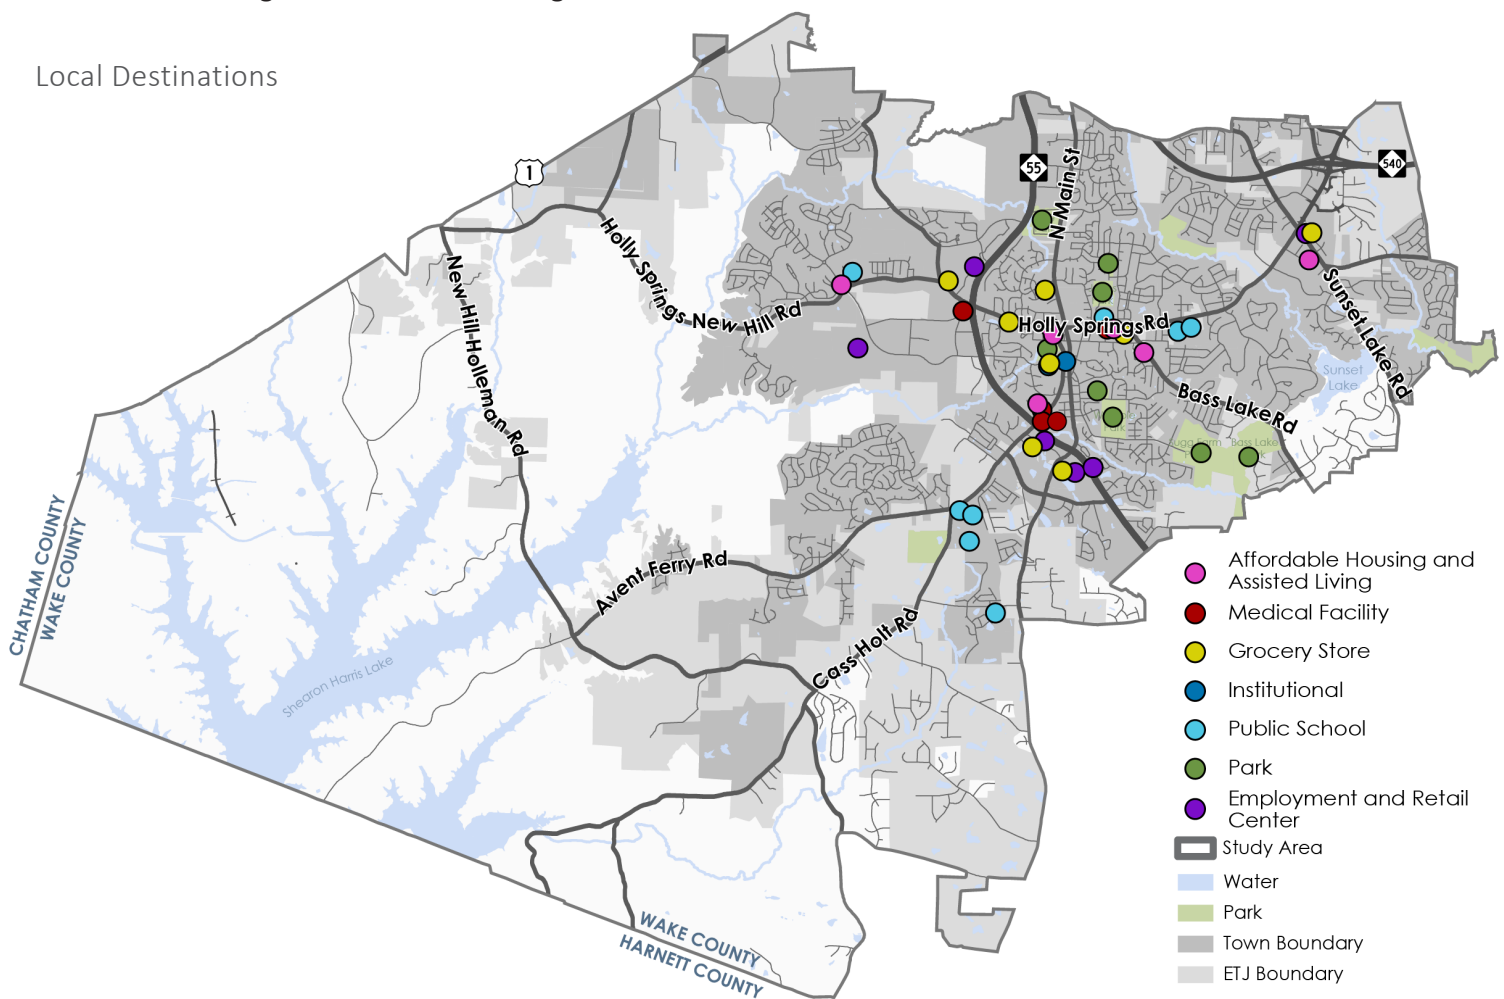 Local Destinations
1
55
540
N Main St
Holly Springs New Hill Rd
New Hill Holleman Rd
Holly Springs Rd
Sunset Lake Rd
Sunset
Lake
Bass Lake Rd
Bass Lake
Avent Ferry Rd
Cass Holt Rd
Shearon Harris Lake
CHATHAM COUNTY
WAKE COUNTY
WAKE COUNTY
HARNETT COUNTY
Affordable Housing and
Assisted Living
Medical Facility
Grocery Store
Institutional
Public School
Park
Employment and Retail
Center
Study Area
Water
Park
Town Boundary
ETJ Boundary